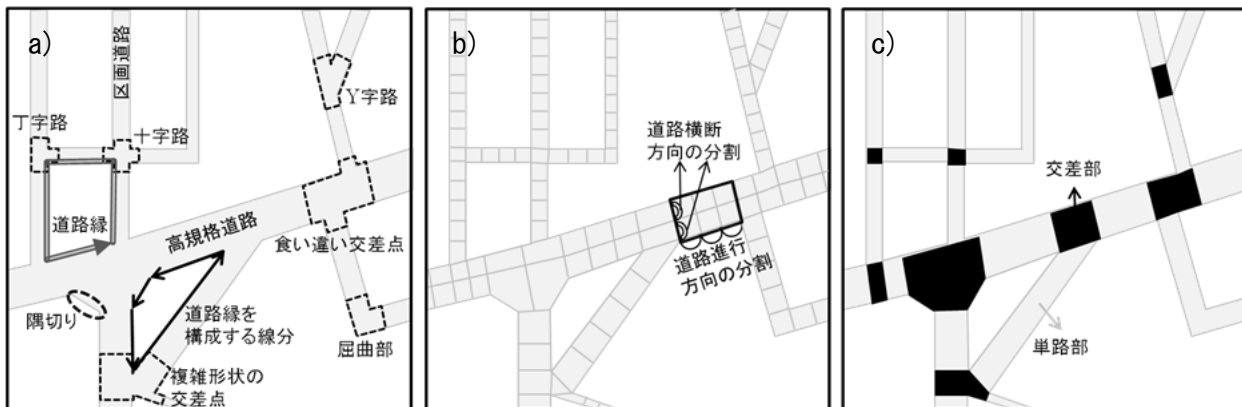 a)
区画道路
Y字路
丁字路
十字路
道路縁
高規格道路
食い違い交差点
隅切り
道路縁を
構成する線分
屈曲部
複雑形状の
交差点
b)
道路横断
方向の分割
道路進行
方向の分割
c)
交差部
単路部